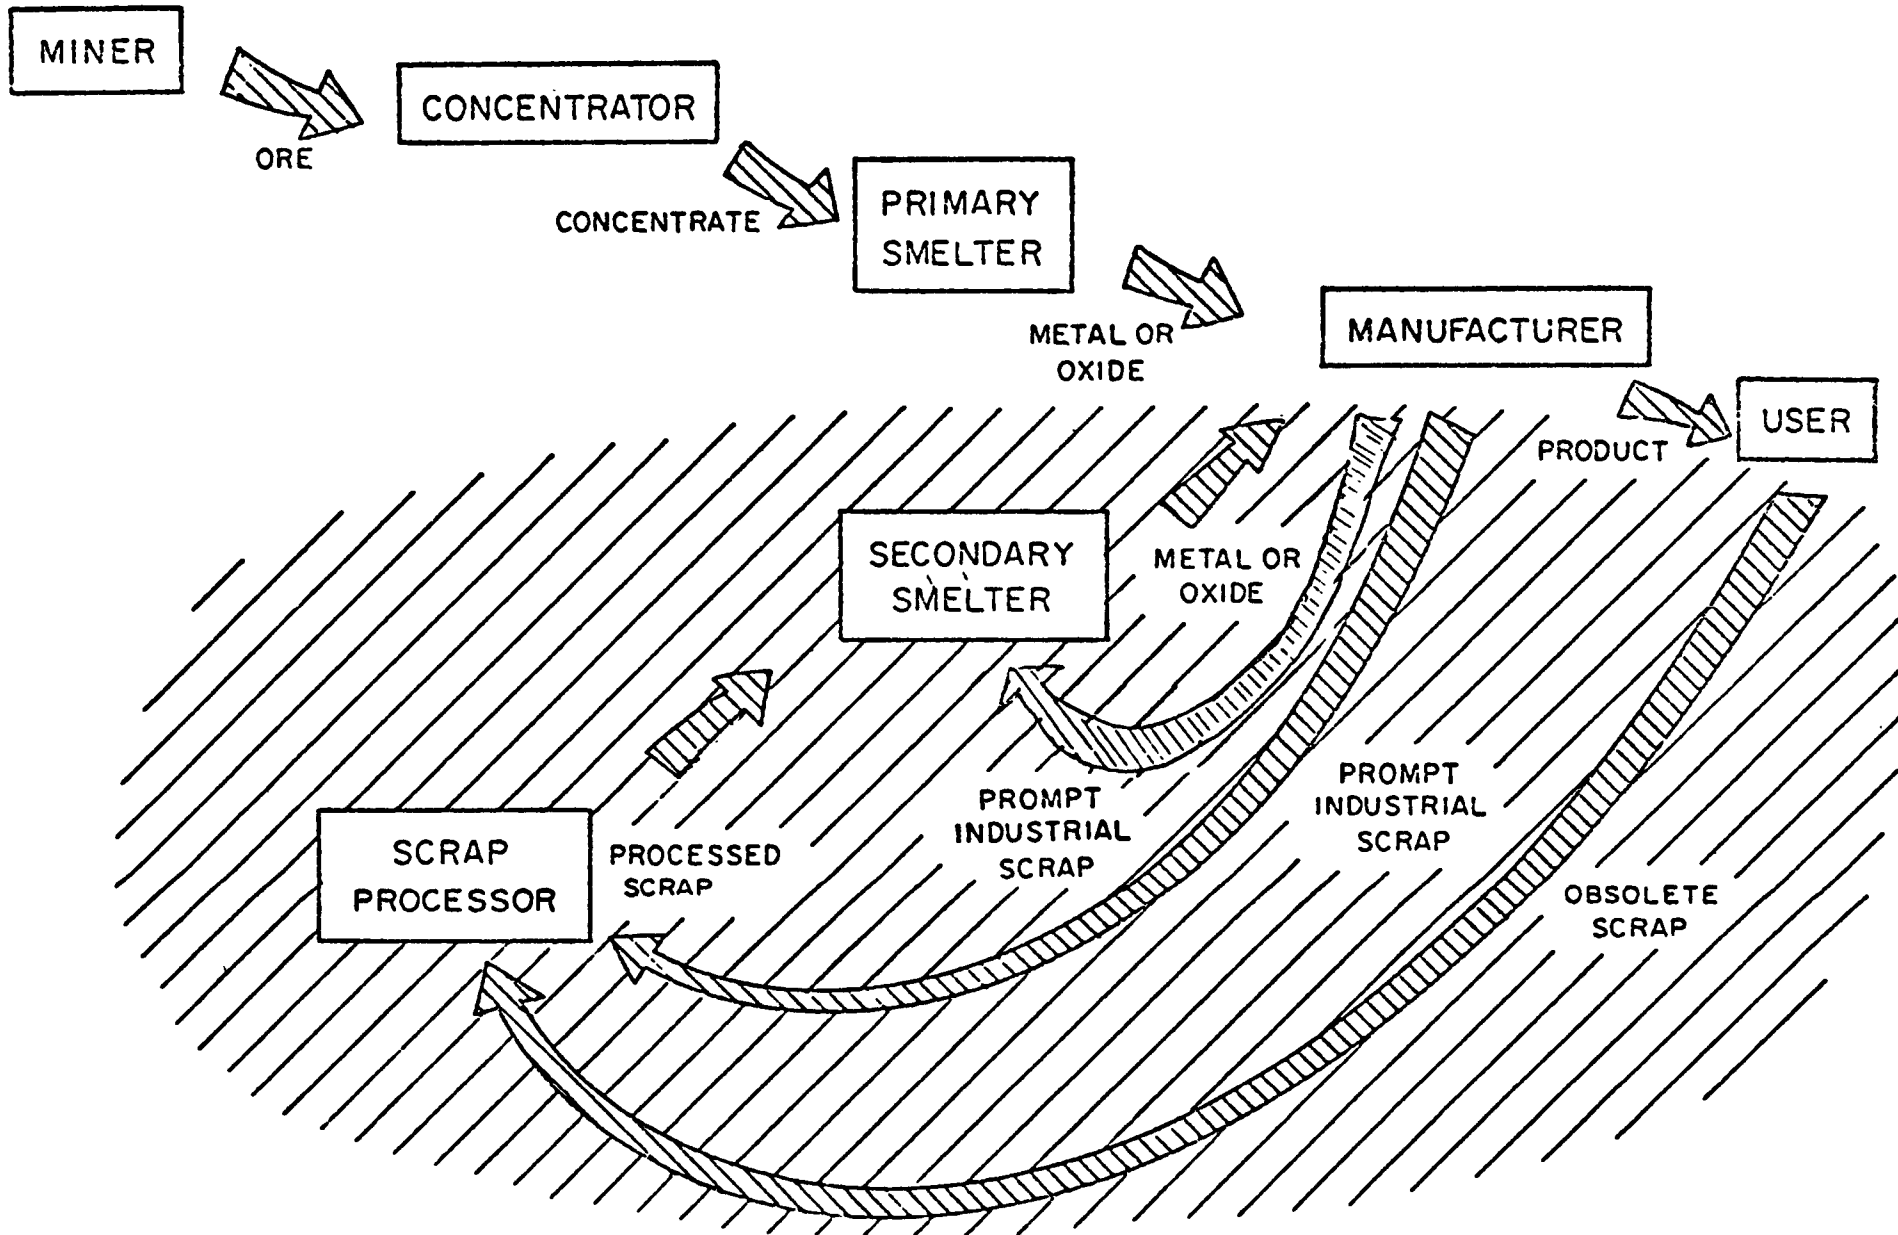 MINER
ORE
CONCENTRATOR
CONCENTRATE
PRIMARY
SMELTER
METAL OR
OXIDE
MANUFACTURER
PRODUCT
USER
SECONDARY
SMELTER
METAL OR
OXIDE
SCRAP
PROCESSOR
PROCESSED
SCRAP
PROMPT
INDUSTRIAL
SCRAP
PROMPT
INDUSTRIAL
SCRAP
OBSOLETE
SCRAP